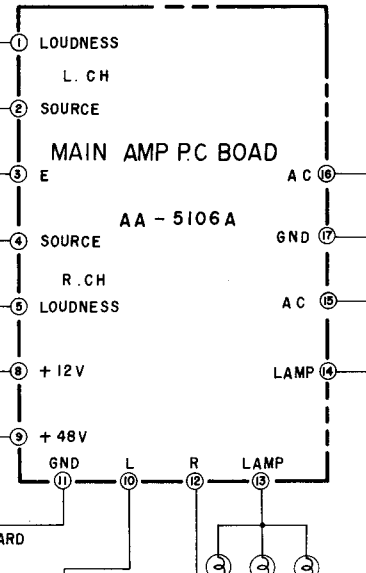 ① LOUDNESS
L. CH
② SOURCE
MAIN AMP P.C BOAD
③ E
AC ⑯
AA-5106A
④ SOURCE
GND ⑰
R. CH
⑤ LOUDNESS
AC ⑮
⑧ +12V
LAMP ⑭
⑨ +48V
GND L R LAMP
⑪ ⑩ ⑫ ⑬
ARD